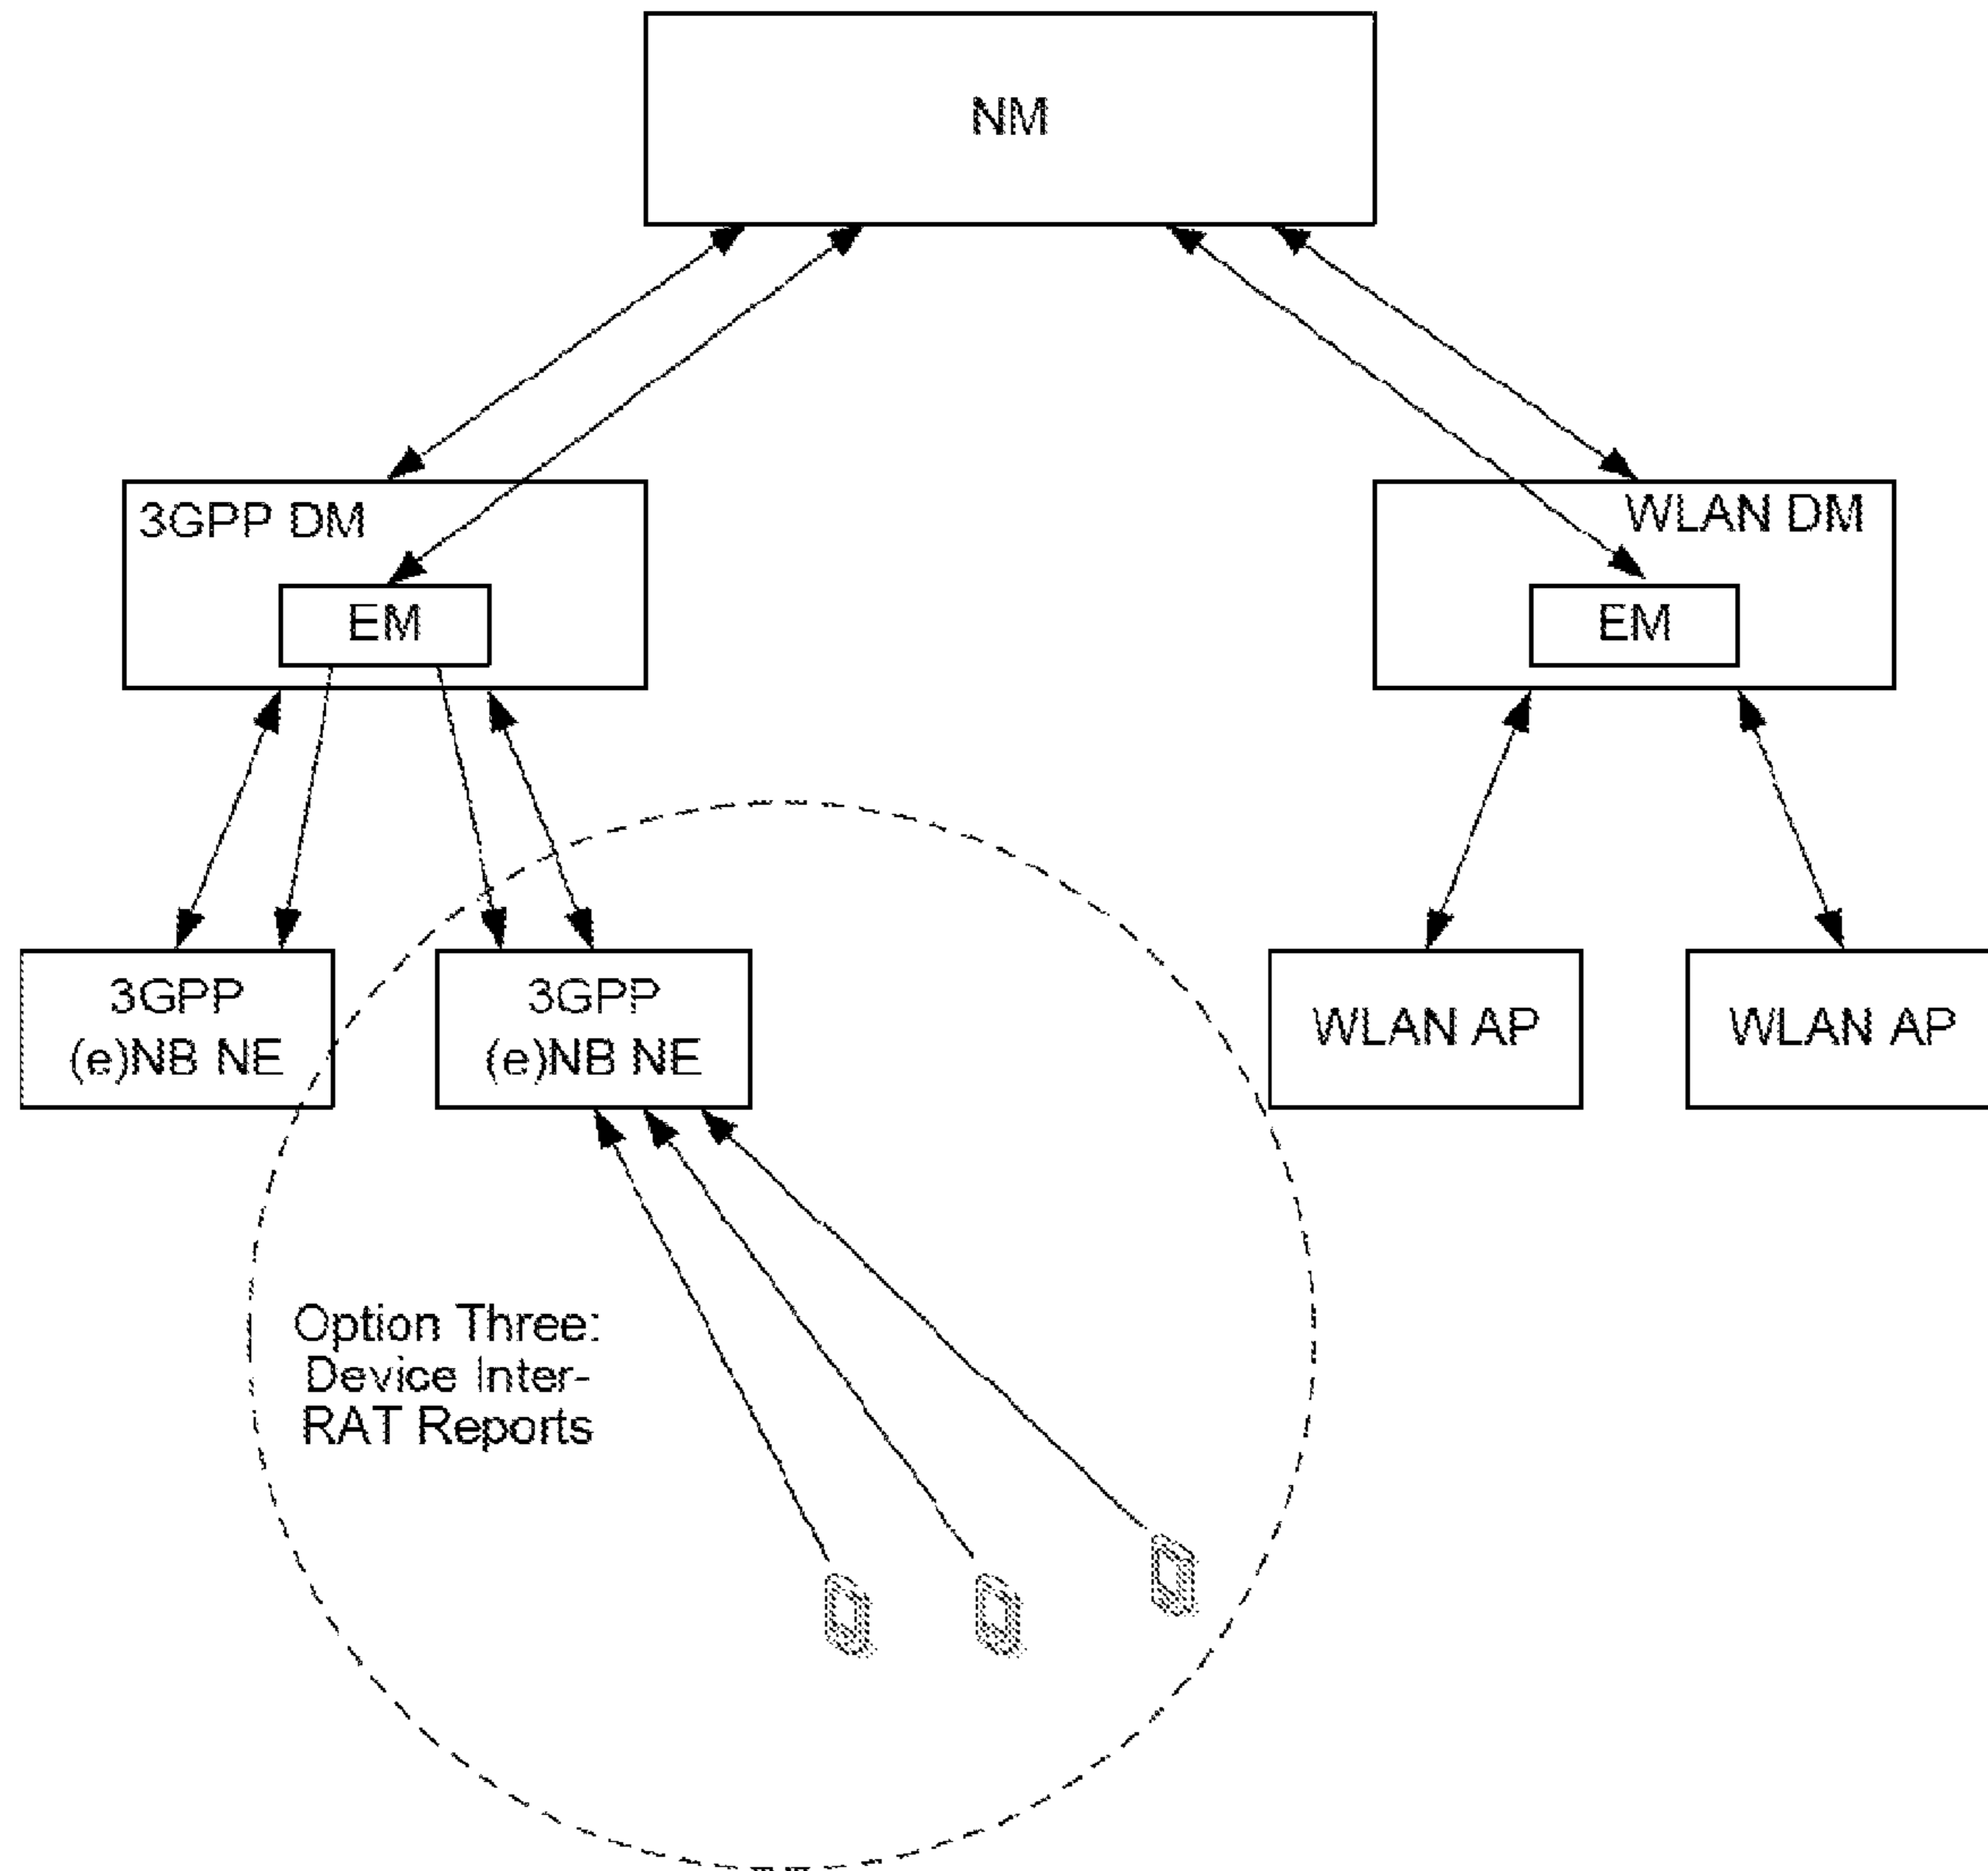 NM
3GPP DM
EM
WLAN DM
EM
3GPP
(e)NB NE
3GPP
(e)NB NE
WLAN AP
WLAN AP
Option Three:
Device Inter-
RAT Reports